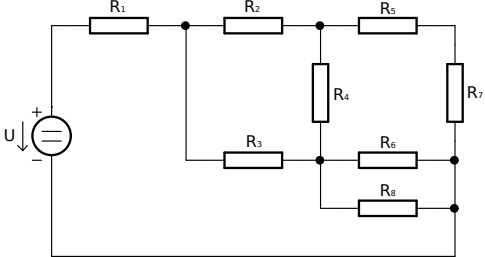 R₁
R₂
R₅
R₄
R₇
+
U
−
R₃
R₆
R₈